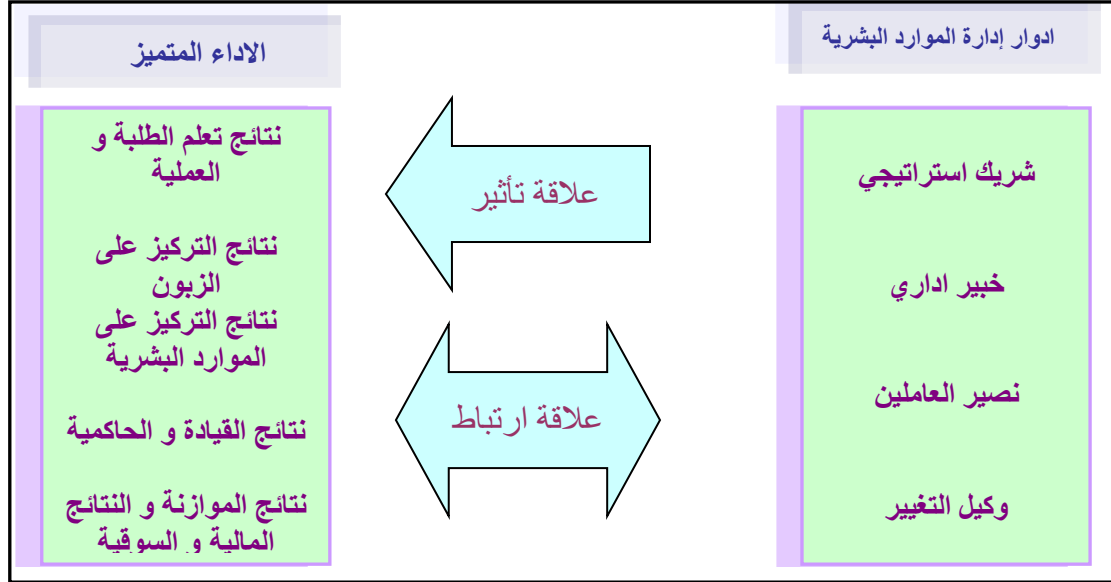 ادوار إدارة الموارد البشرية
شريك استراتيجي
خبير اداري
نصير العاملين
وكيل التغيير
علاقة تأثير
علاقة ارتباط
الاداء المتميز
نتائج تعلم الطلبة و
العملية
نتائج التركيز على
الزبون
نتائج التركيز على
الموارد البشرية
نتائج القيادة و الحاكمية
نتائج الموازنة و النتائج
المالية و السوقية